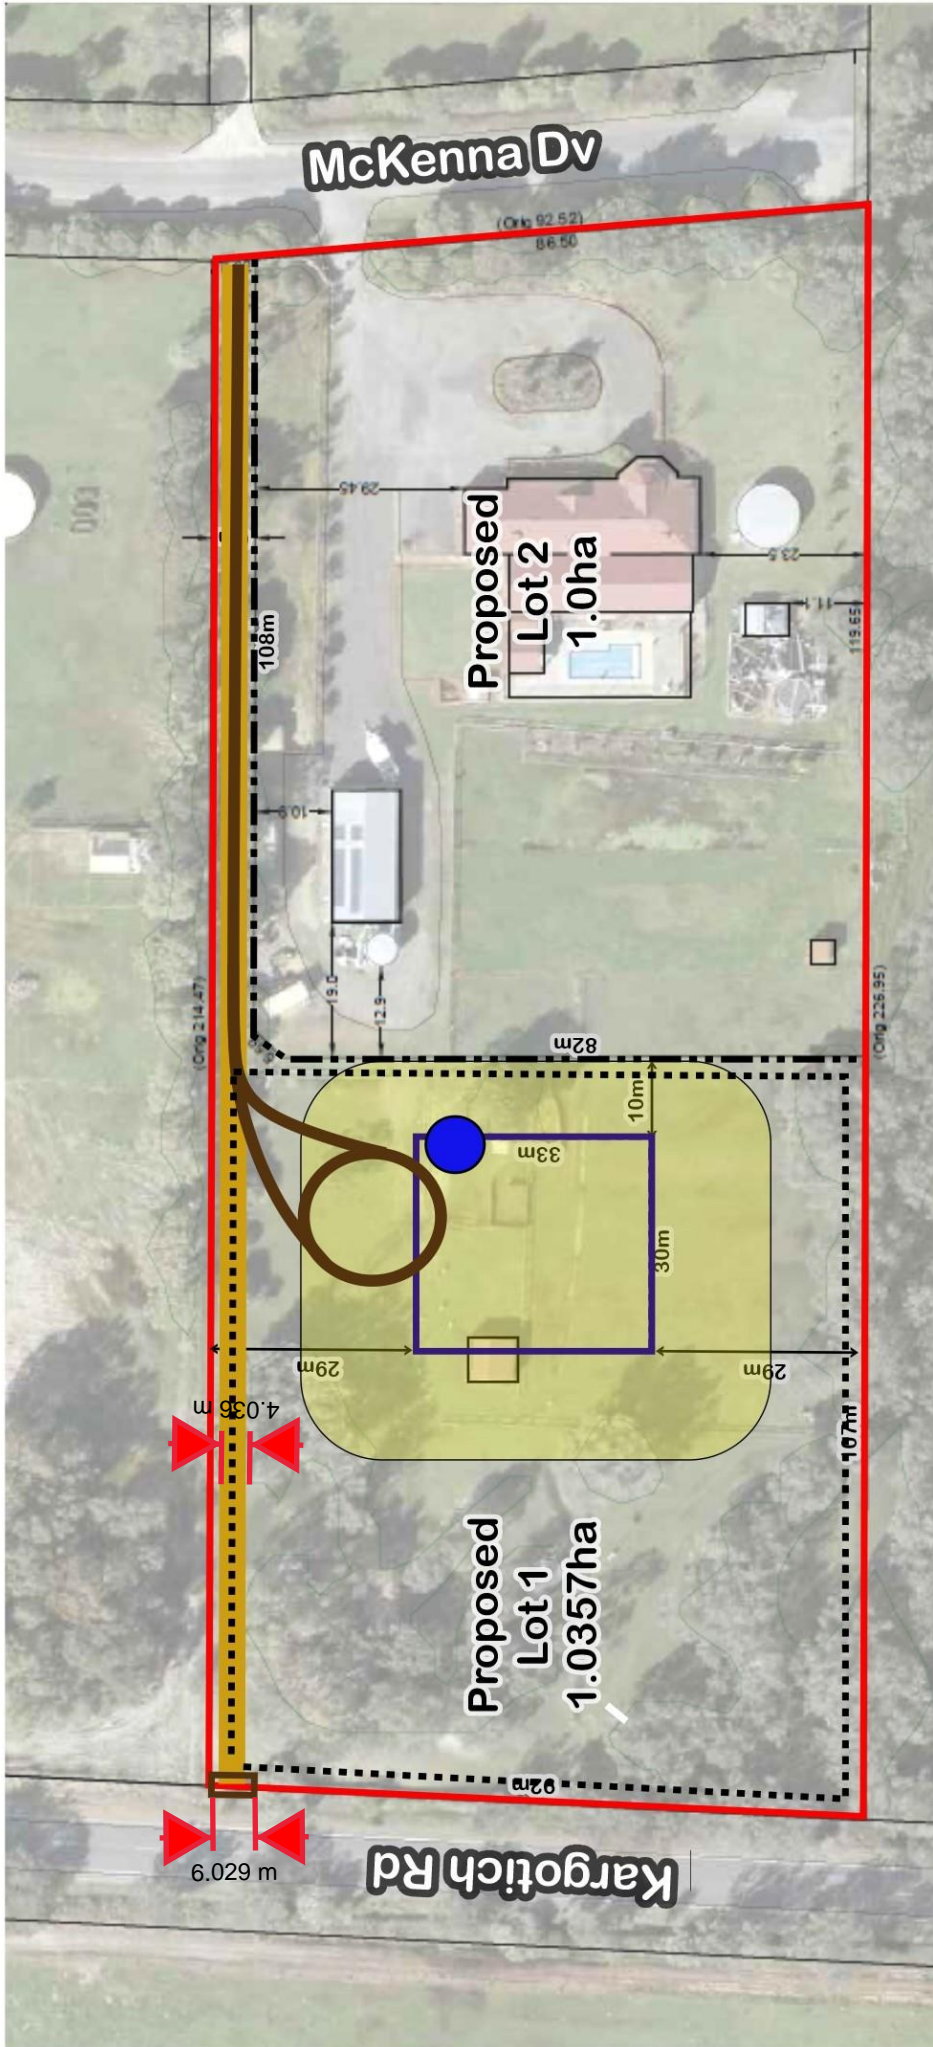 McKenna Dv
(Orig 92.52)
86.50
29.45
Proposed
Lot 2
1.0ha
23.5
11.1
119.65
108m
10.9
19.0
12.9
(Orig 214.47)
(Orig 226.95)
82m
10m
33m
30m
29m
29m
4.036 m
107m
Proposed
Lot 1
1.0357ha
92m
6.029 m
Kargotich Rd